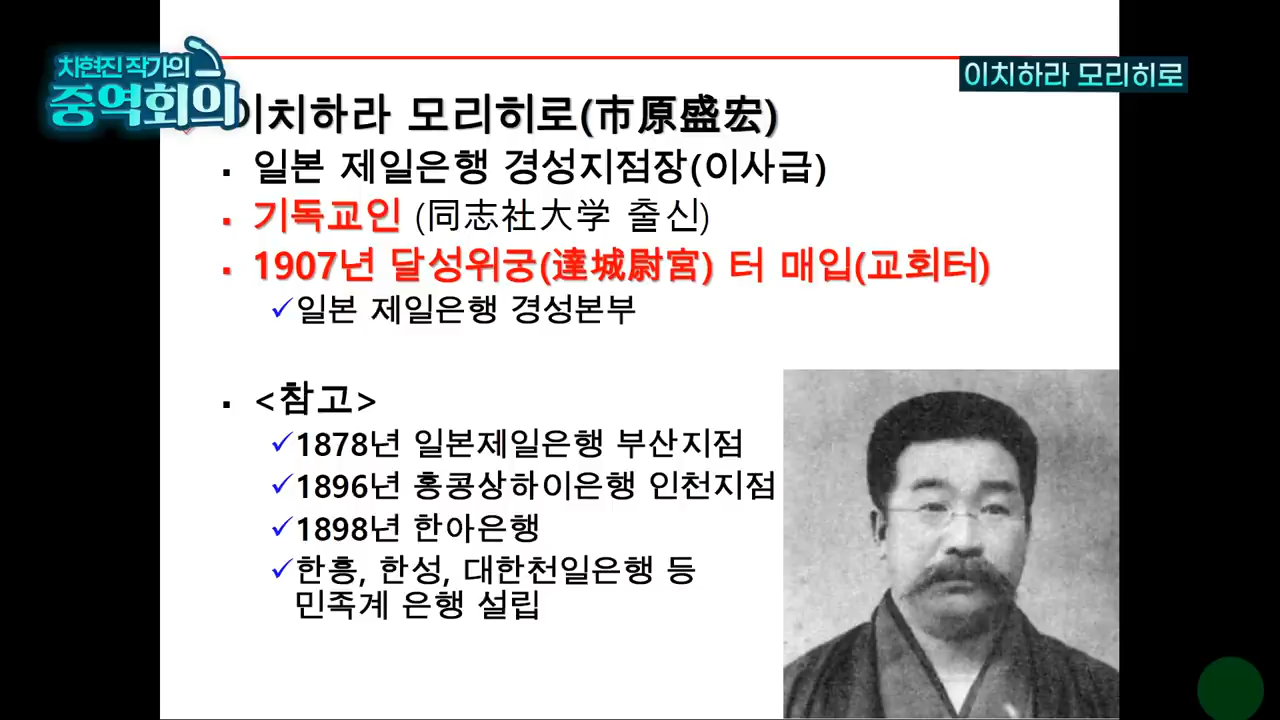 차현진 작가의
중역회의
이치하라 모리히로
이치하라 모리히로(市原盛宏)
▪ 일본 제일은행 경성지점장(이사급)
▪ 기독교인 (同志社大学 출신)
▪ 1907년 달성위궁(達城尉宮) 터 매입(교회터)
✓일본 제일은행 경성본부
▪ <참고>
✓1878년 일본제일은행 부산지점
✓1896년 홍콩상하이은행 인천지점
✓1898년 한아은행
✓한흥, 한성, 대한천일은행 등
민족계 은행 설립